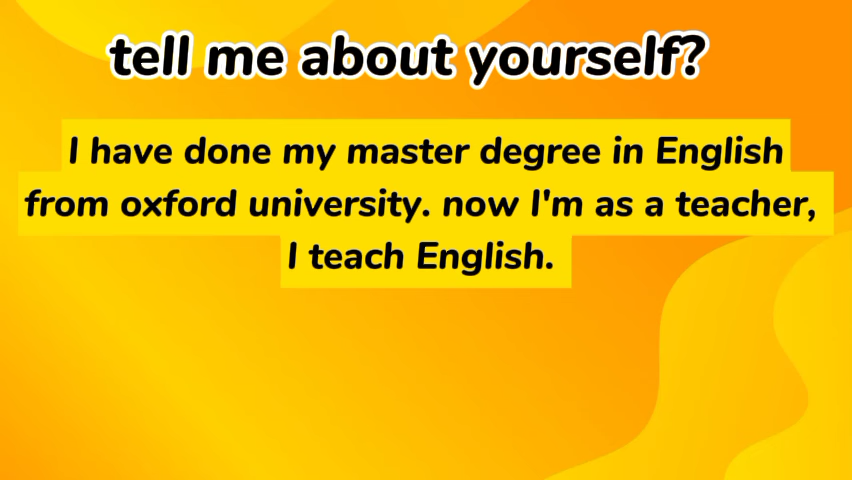 tell me about yourself?
I have done my master degree in English
from oxford university. now I'm as a teacher,
I teach English.